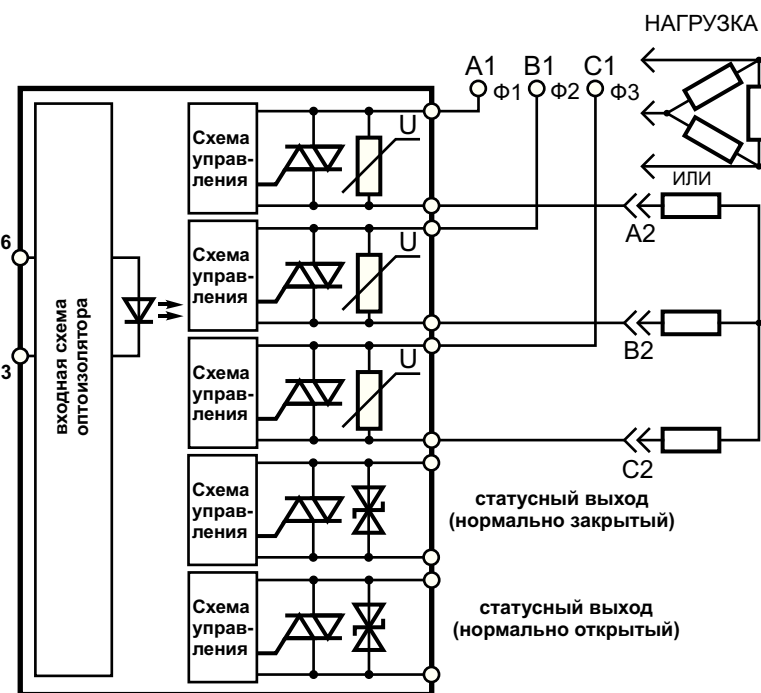 НАГРУЗКА
A1 B1 C1
Ф1 Ф2 Ф3
Схема
управ-
ления
U
ИЛИ
A2
6
Схема
управ-
ления
U
входная схема
оптоизолятора
B2
3
Схема
управ-
ления
U
C2
Схема
управ-
ления
статусный выход
(нормально закрытый)
Схема
управ-
ления
статусный выход
(нормально открытый)